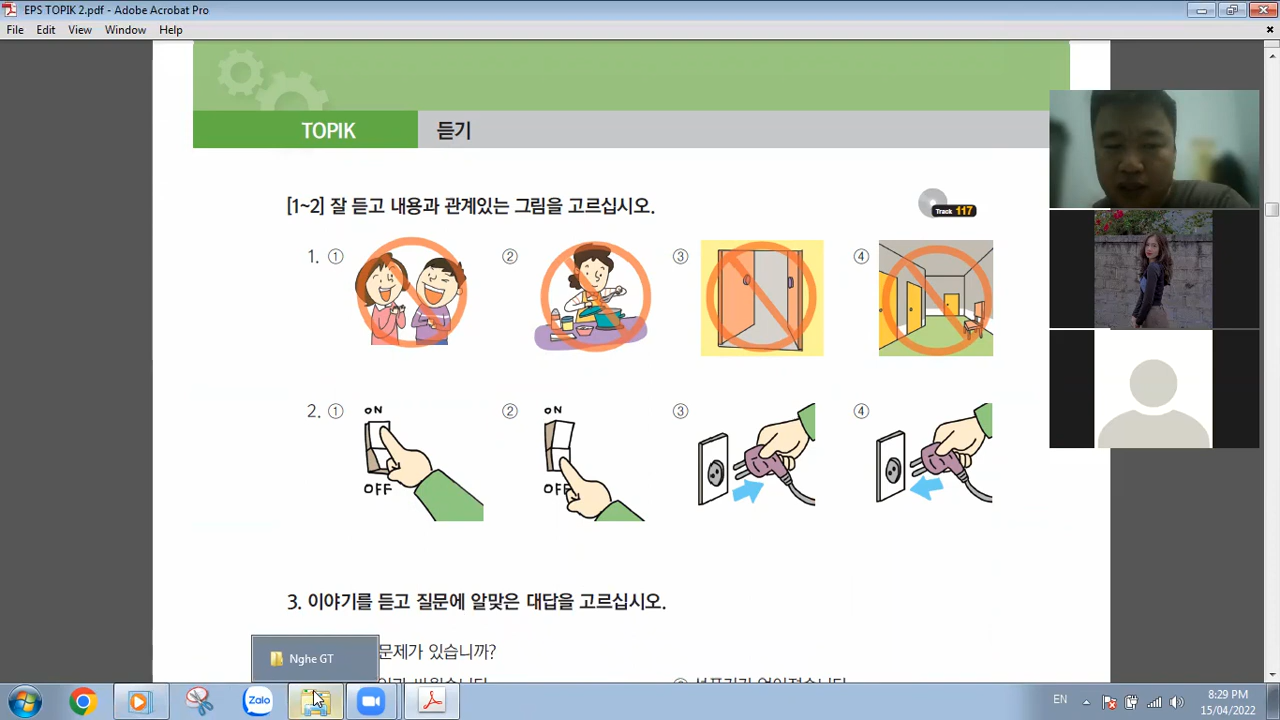 EPS TOPIK 2.pdf - Adobe Acrobat Pro
File Edit View Window Help
TOPIK 듣기
[1~2] 잘 듣고 내용과 관계있는 그림을 고르십시오.
Track 117
1. ① ② ③ ④
2. ① ② ③ ④
ON ON
OFF OFF
3. 이야기를 듣고 질문에 알맞은 대답을 고르십시오.
문제가 있습니까?
Nghe GT
Zalo
EN
8:29 PM
15/04/2022